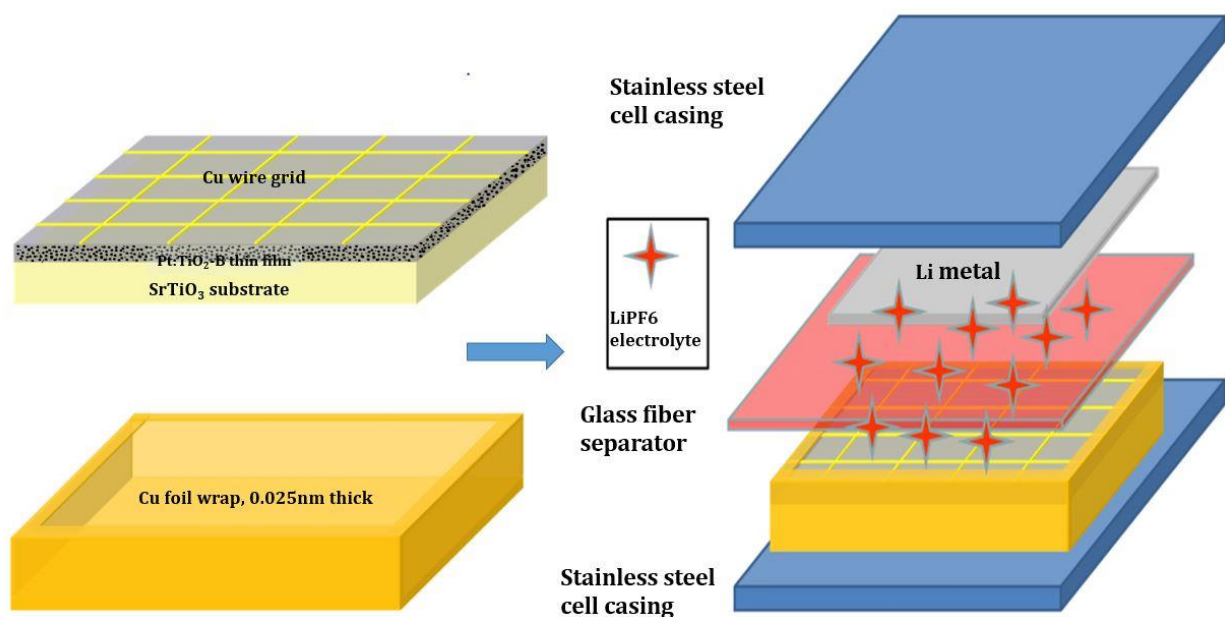 Stainless steel
cell casing
Cu wire grid
Pt:TiO₂-B thin film
SrTiO₃ substrate
Li metal
LiPF6
electrolyte
Glass fiber
separator
Cu foil wrap, 0.025nm thick
Stainless steel
cell casing